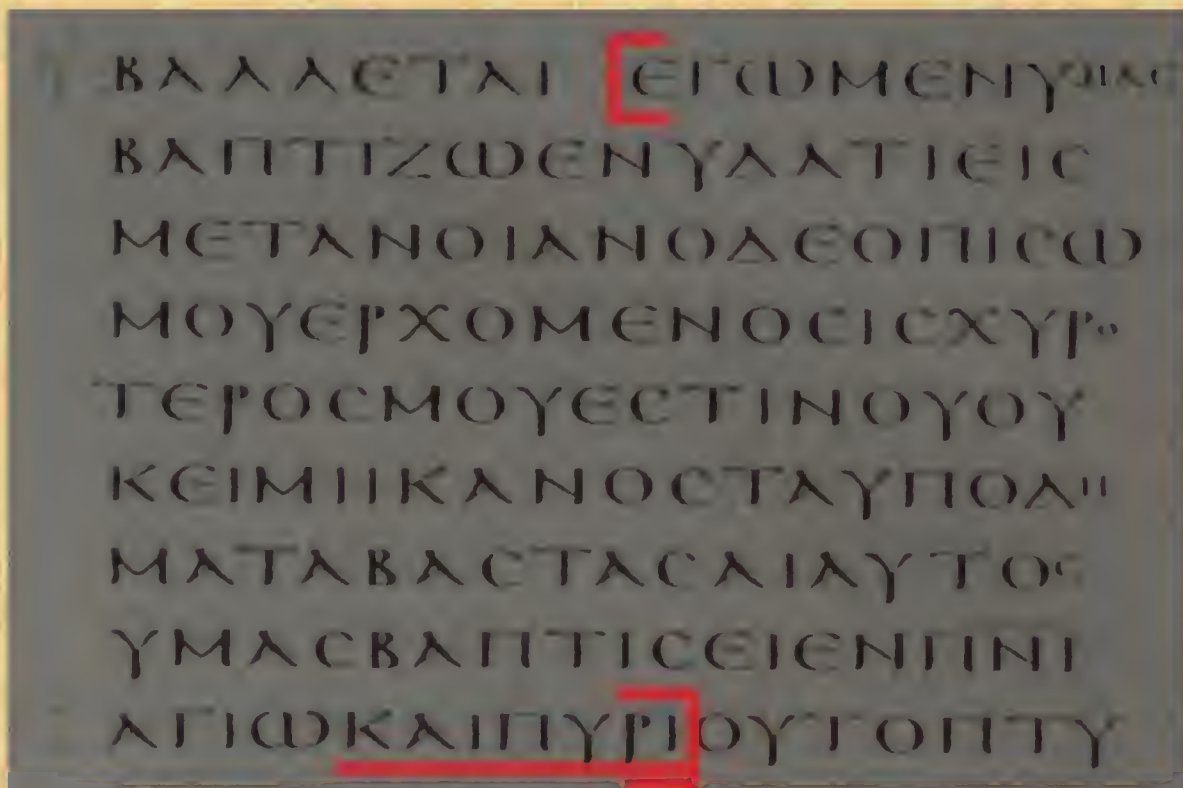 ΒΑΛΛΕΤΑΙ ΕΓΩΜΕΝΥΜΑϹ
ΒΑΠΤΙΖΩΕΝΥΔΑΤΙΕΙϹ
ΜΕΤΑΝΟΙΑΝΟΔΕΟΠΙϹΩ
ΜΟΥΕΡΧΟΜΕΝΟϹΙϹΧΥΡΟ
ΤΕΡΟϹΜΟΥΕϹΤΙΝΟΥΟΥ
ΚΕΙΜΙΙΚΑΝΟϹΤΑΥΠΟΔΗ
ΜΑΤΑΒΑϹΤΑϹΑΙΑΥΤΟϹ
ΥΜΑϹΒΑΠΤΙϹΕΙΕΝΠΝΙ
ΑΓΙΩΚΑΙΠΥΡΙΟΥΤΟΠΤΥ